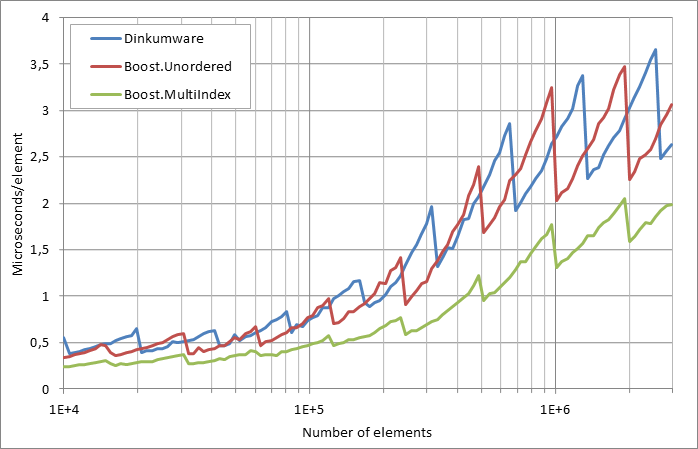 4
3,5
3
2,5
2
1,5
1
0,5
0
Microseconds/element
Dinkumware
Boost.Unordered
Boost.MultiIndex
1E+4 1E+5 1E+6
Number of elements